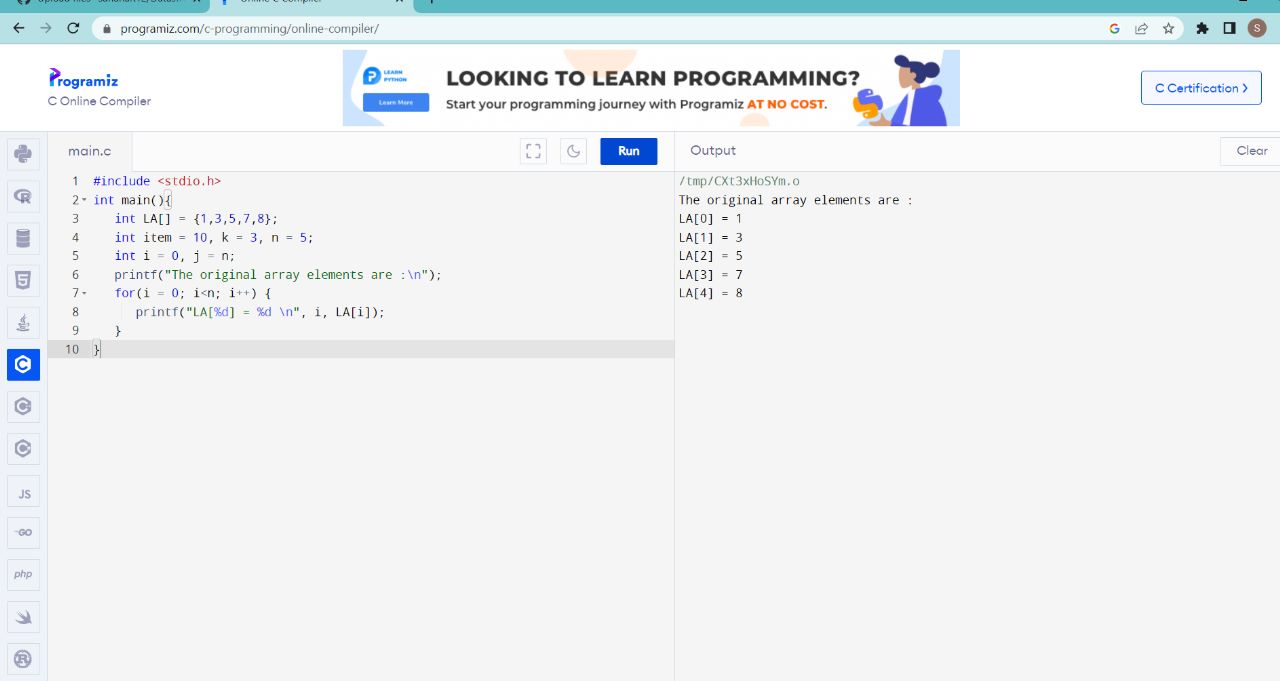 programiz.com/c-programming/online-compiler/
G
S
Programiz
C Online Compiler
LEARN
PYTHON
Learn More
LOOKING TO LEARN PROGRAMMING?
Start your programming journey with Programiz AT NO COST.
C Certification >
main.c
Run
Output
Clear
1 #include <stdio.h>
2 int main(){
3 int LA[] = {1,3,5,7,8};
4 int item = 10, k = 3, n = 5;
5 int i = 0, j = n;
6 printf("The original array elements are :\n");
7 for(i = 0; i<n; i++) {
8 printf("LA[%d] = %d \n", i, LA[i]);
9 }
10 }
/tmp/CXt3xHoSYm.o
The original array elements are :
LA[0] = 1
LA[1] = 3
LA[2] = 5
LA[3] = 7
LA[4] = 8
R
5
C
C
C
JS
GO
php
R